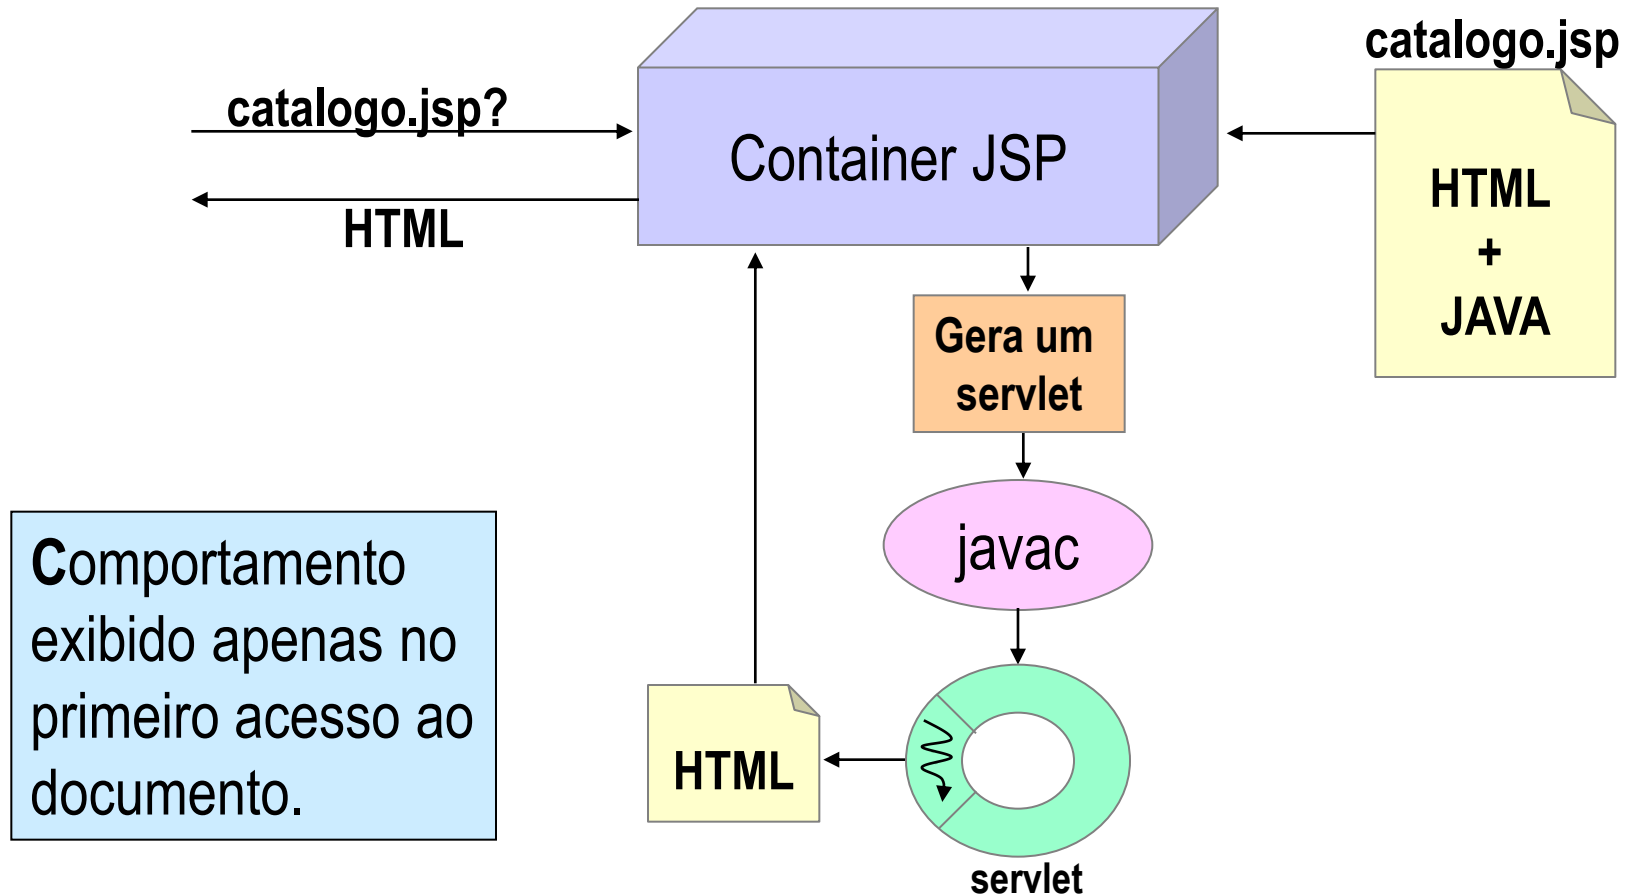 catalogo.jsp
catalogo.jsp?
Container JSP
HTML
HTML
+
JAVA
Gera um
servlet
javac
Comportamento
exibido apenas no
primeiro acesso ao
documento.
HTML
servlet